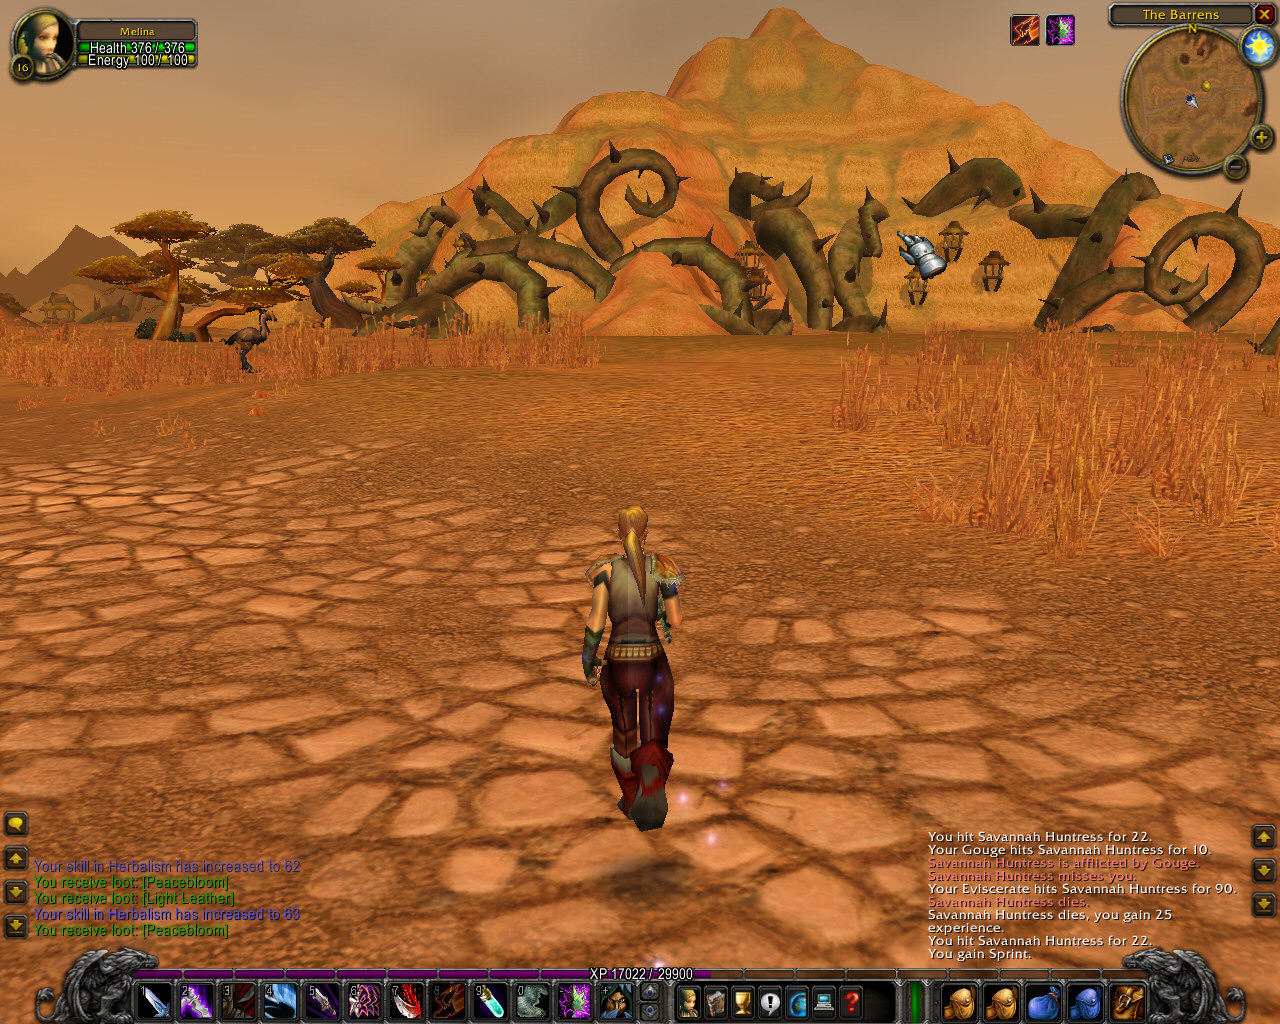 Melina
Health 376 / 376
Energy 100 / 100
16
The Barrens
N
Your skill in Herbalism has increased to 62
You receive loot: [Peacebloom]
You receive loot: [Light Leather]
Your skill in Herbalism has increased to 63
You receive loot: [Peacebloom]
You hit Savannah Huntress for 22.
Your Gouge hits Savannah Huntress for 10.
Savannah Huntress is afflicted by Gouge.
Savannah Huntress misses you.
Your Eviscerate hits Savannah Huntress for 90.
Savannah Huntress dies.
Savannah Huntress dies, you gain 25
experience.
You hit Savannah Huntress for 22.
You gain Sprint.
XP 17022 / 29900
1 2 3 4 5 6 7 8 9 0 - +